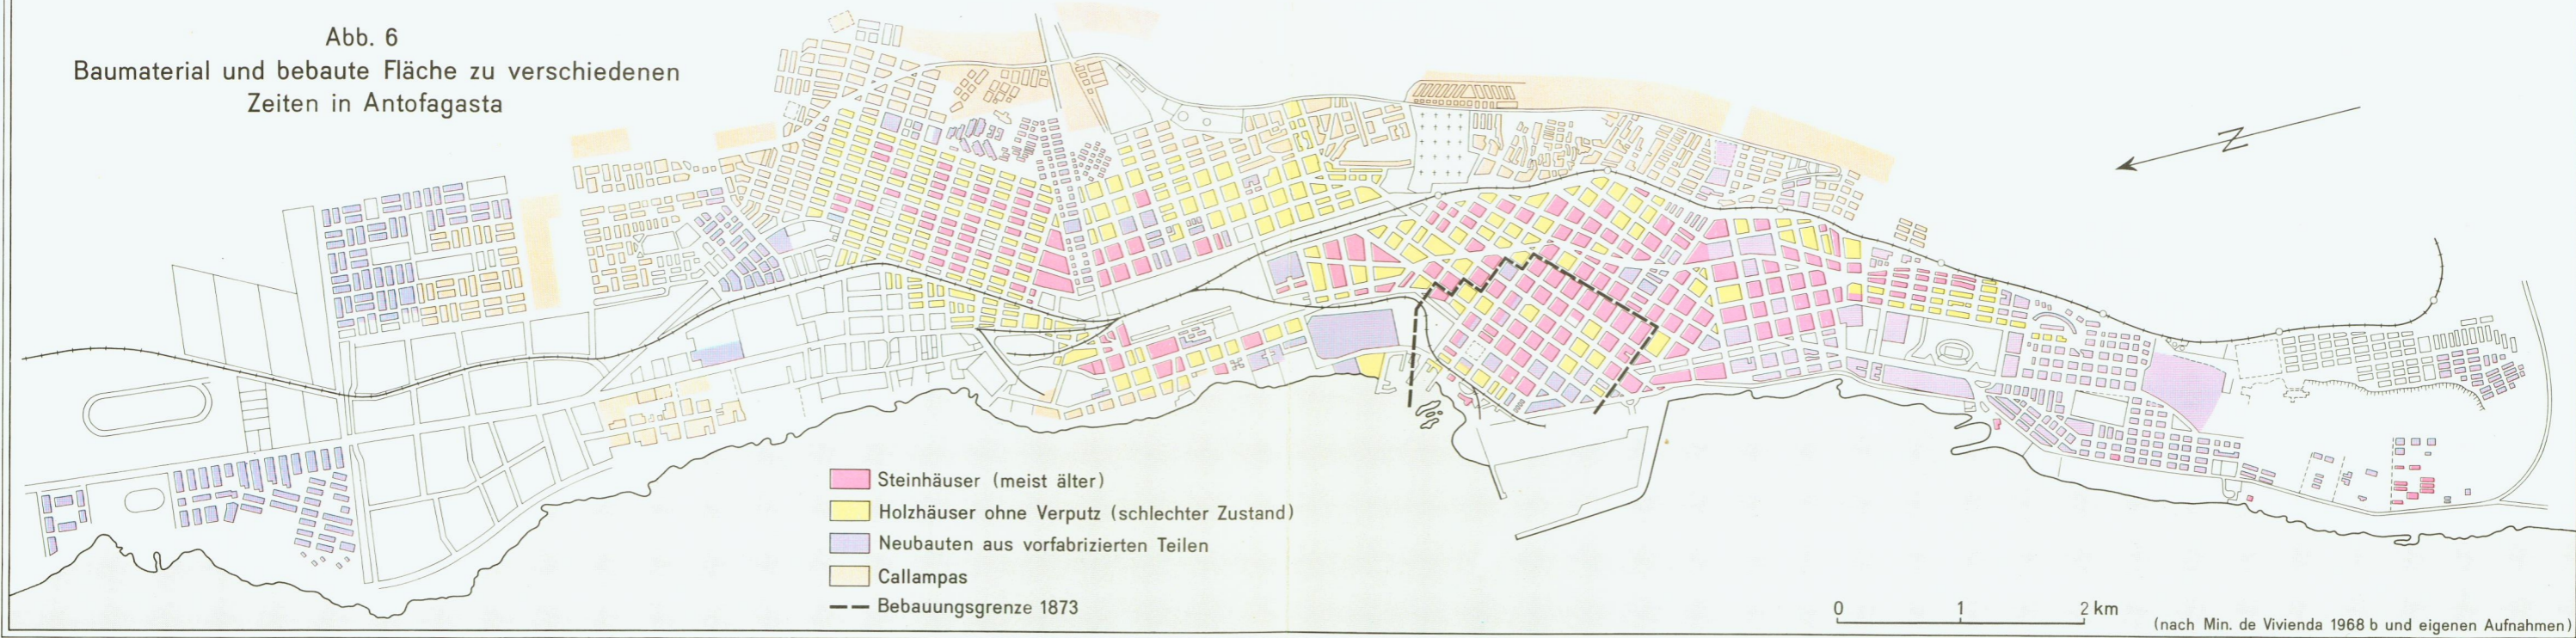 Abb. 6
Baumaterial und bebaute Fläche zu verschiedenen
Zeiten in Antofagasta
N
Steinhäuser (meist älter)
Holzhäuser ohne Verputz (schlechter Zustand)
Neubauten aus vorfabrizierten Teilen
Callampas
Bebauungsgrenze 1873
0 1 2 km
(nach Min. de Vivienda 1968 b und eigenen Aufnahmen)